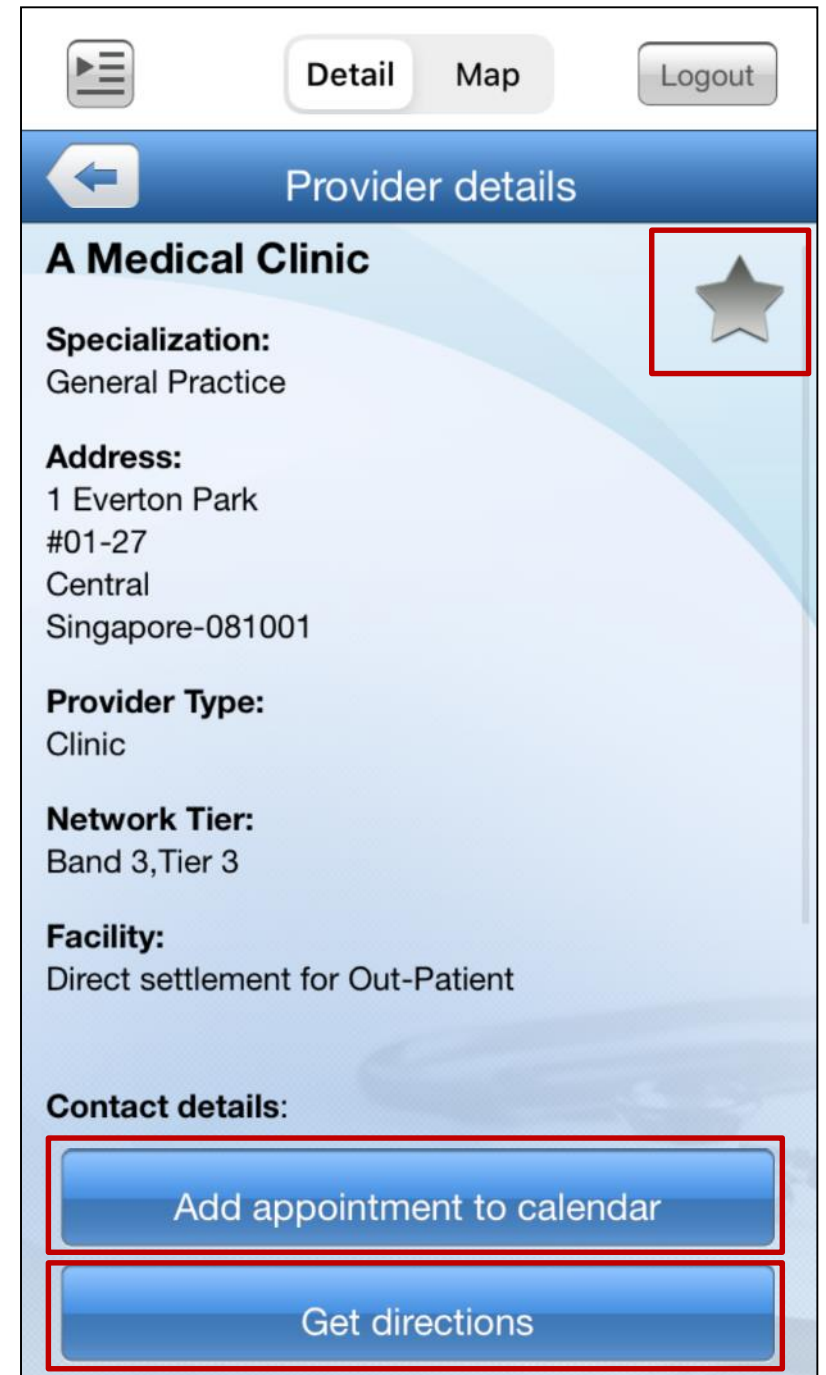 Detail Map Logout
Provider details
A Medical Clinic
Specialization:
General Practice
Address:
1 Everton Park
#01-27
Central
Singapore-081001
Provider Type:
Clinic
Network Tier:
Band 3,Tier 3
Facility:
Direct settlement for Out-Patient
Contact details:
Add appointment to calendar
Get directions